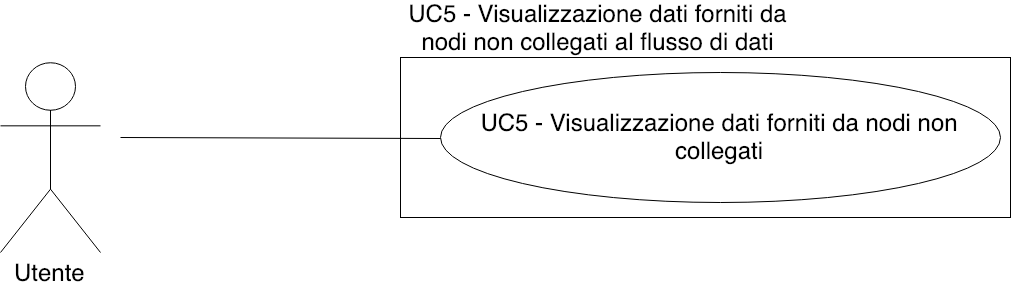 UC5 - Visualizzazione dati forniti da
nodi non collegati al flusso di dati
UC5 - Visualizzazione dati forniti da nodi non
collegati
Utente